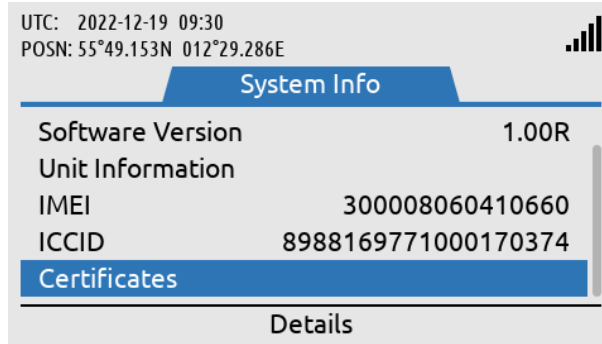 UTC: 2022-12-19 09:30
POSN: 55°49.153N 012°29.286E
System Info
Software Version 1.00R
Unit Information
IMEI 300008060410660
ICCID 8988169771000170374
Certificates
Details